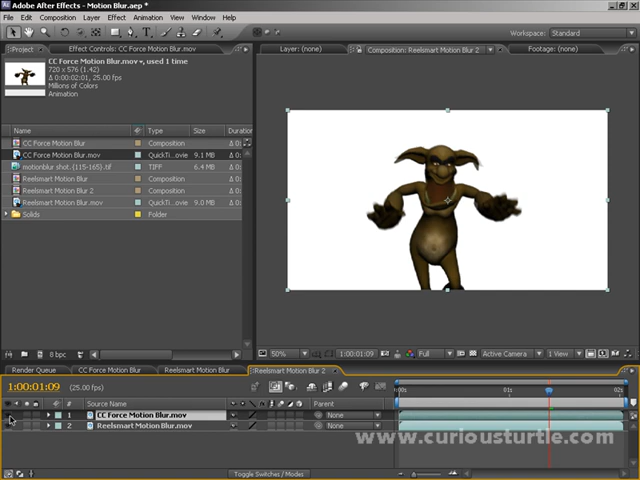 Adobe After Effects - Motion Blur.aep *
File Edit Composition Layer Effect Animation View Window Help
Workspace: Standard
Project Effect Controls: CC Force Motion Blur.mov
Layer: (none) Composition: Reelsmart Motion Blur 2 Footage: (none)
CC Force Motion Blur.mov, used 1 time
720 x 576 (1.42)
Δ 0:00:02:01, 25.00 fps
Millions of Colors
Animation
Name Type Size Duration
CC Force Motion Blur Composition Δ 0:
CC Force Motion Blur.mov QuickTi...ovie 9.1 MB Δ 0:
motionblur shot. {115-165}.tif TIFF 6.4 MB Δ 0:
Reelsmart Motion Blur Composition Δ 0:
Reelsmart Motion Blur 2 Composition Δ 0:
Reelsmart Motion Blur.mov QuickTi...ovie 9.0 MB Δ 0:
Solids Folder
8 bpc
50% 1:00:01:09 Full Active Camera 1 View
Render Queue CC Force Motion Blur Reelsmart Motion Blur Reelsmart Motion Blur 2
1:00:01:09 (25.00 fps)
# Source Name Parent
00s 01s 02s
1 CC Force Motion Blur.mov None
2 Reelsmart Motion Blur.mov None
www.curiousturtle.com
Toggle Switches / Modes